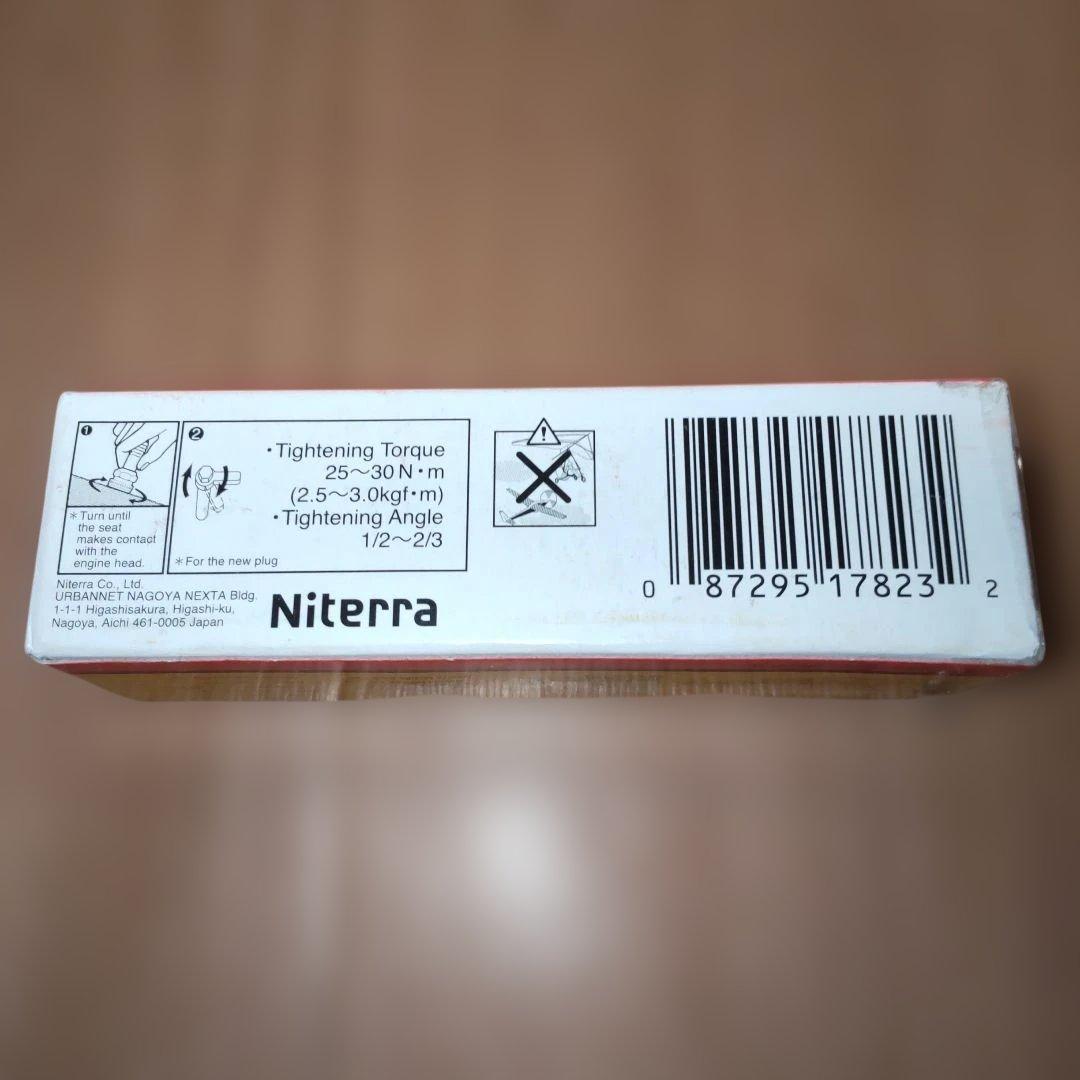 ❶
*Turn until
the seat
makes contact
with the
engine head.
❷
・Tightening Torque
25～30N・m
(2.5～3.0kgf・m)
・Tightening Angle
1/2～2/3
*For the new plug
Niterra Co., Ltd.
URBANNET NAGOYA NEXTA Bldg.
1-1-1 Higashisakura, Higashi-ku,
Nagoya, Aichi 461-0005 Japan
Niterra
!
0 87295 17823 2